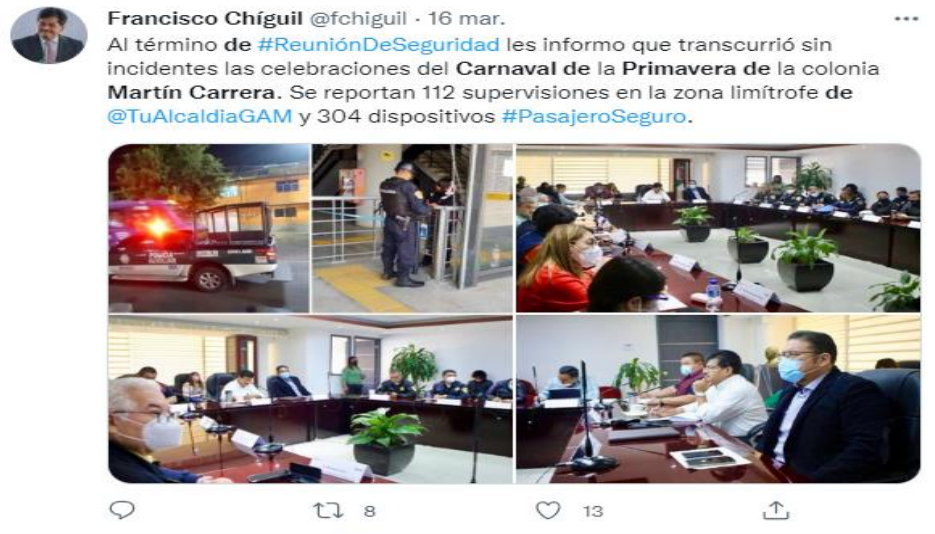 Francisco Chíguil @fchiguil · 16 mar.
Al término de #ReuniónDeSeguridad les informo que transcurrió sin
incidentes las celebraciones del Carnaval de la Primavera de la colonia
Martín Carrera. Se reportan 112 supervisiones en la zona limítrofe de
@TuAlcaldiaGAM y 304 dispositivos #PasajeroSeguro.
8
13